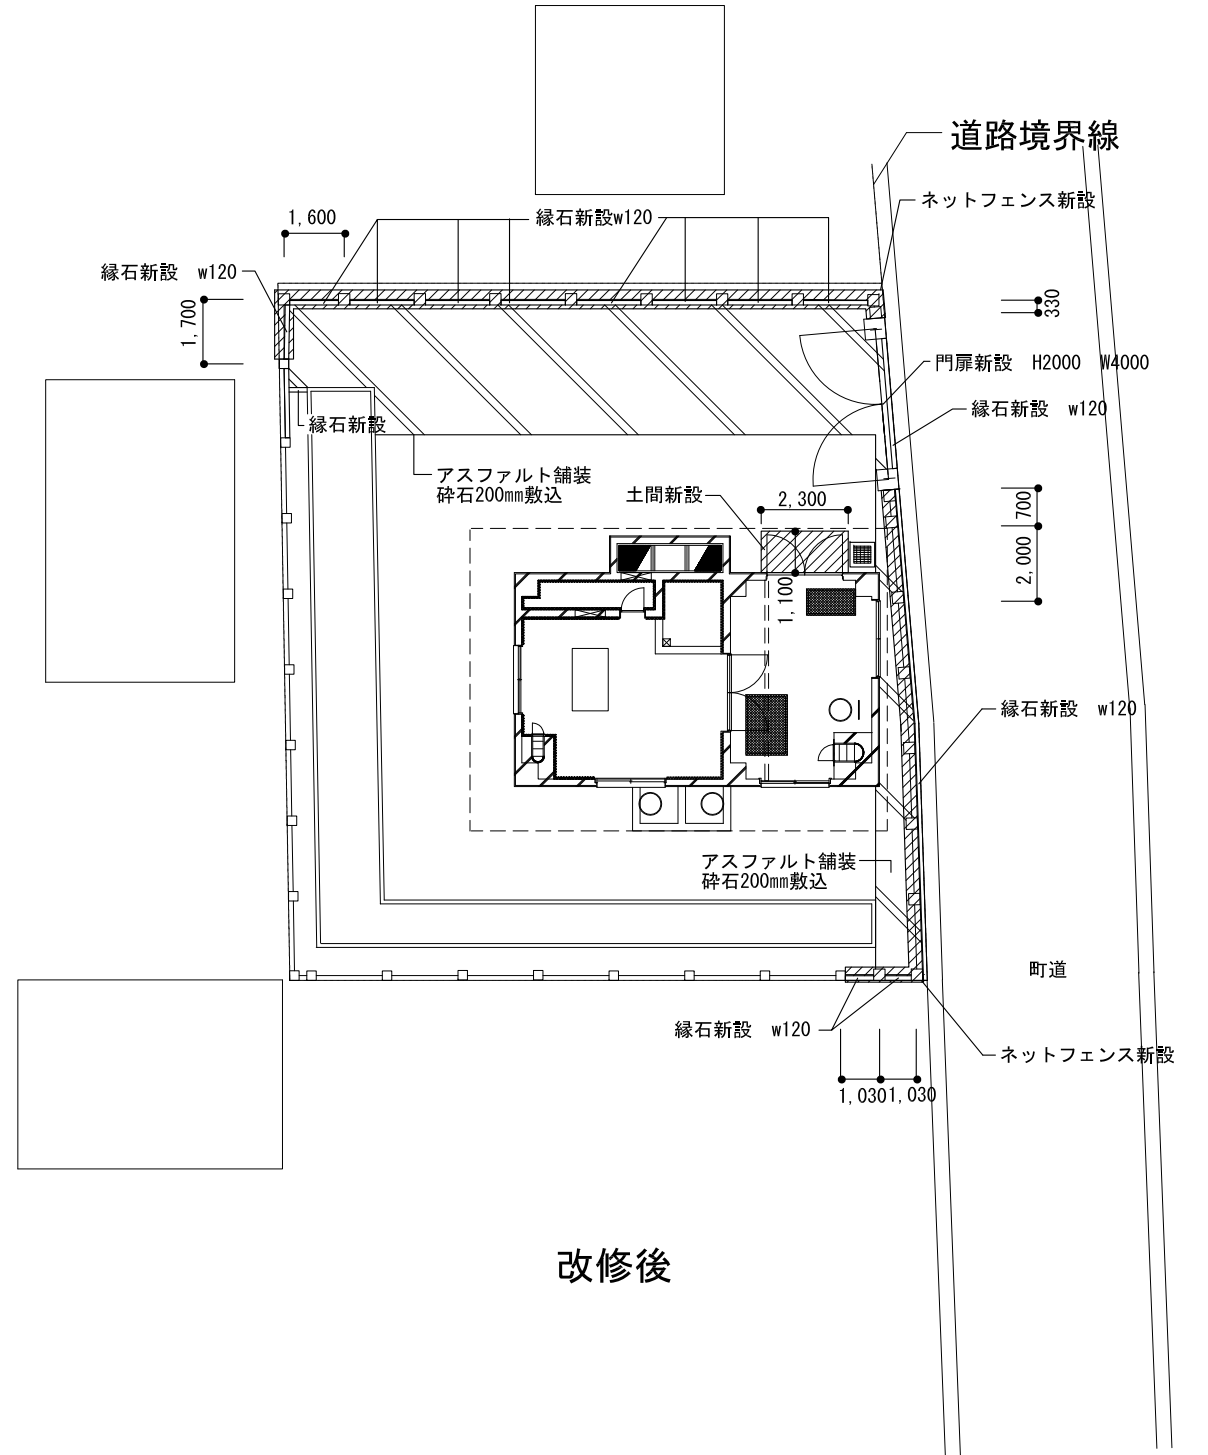 道路境界線
ネットフェンス新設
1,600
縁石新設w120
縁石新設　w120
1,700
330
門扉新設　H2000　W4000
縁石新設　w120
縁石新設
アスファルト舗装
砕石200mm敷込
土間新設
2,300
700
2,000
1,100
縁石新設　w120
アスファルト舗装
砕石200mm敷込
町道
縁石新設　w120
ネットフェンス新設
1,030
1,030
改修後